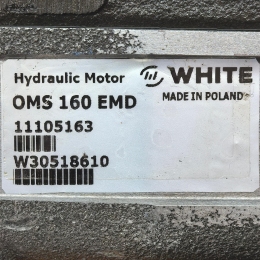 Hydraulic Motor WHITE
OMS 160 EMD MADE IN POLAND
11105163
W30518610